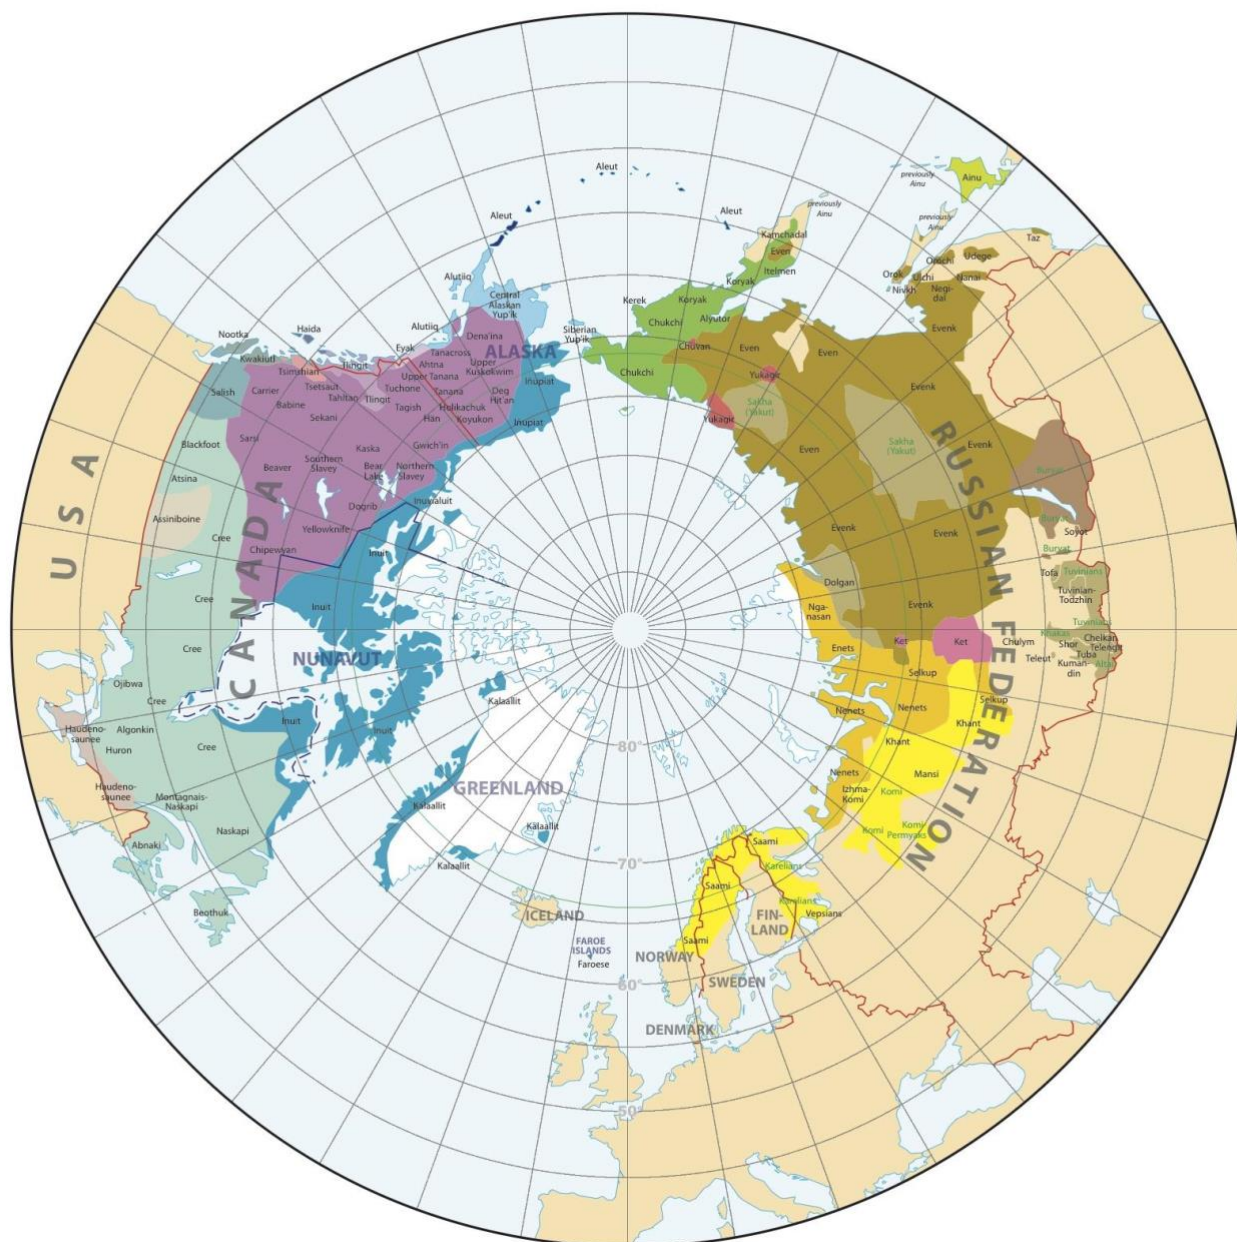 Aleut
Aleut
Aleut
previously
Ainu
Ainu
previously
Ainu
previously
Ainu
Taz
Kamchadal
Even
Itelmen
Koryak
Koryak
Kerek
Alyutor
Chukchi
Chuvan
Chukchi
Siberian
Yup'ik
Orok
Nivkh
Ulchi
Orochi
Udege
Nanai
Negi-
dai
Evenk
Alutiiq
Central
Alaskan
Yup'ik
Alutiiq
Eyak
ALASKA
Dena'ina
Tanacross
Ahtna
Upper
Kuskokwim
Upper Tanana
Tanana
Deg
Hit'an
Holikachuk
Koyukon
Han
Inupiat
Inupiat
Nootka
Haida
Kwakiutl
Tsimshian
Tlingit
Tsetsaut
Tahltan
Tlingit
Tuchone
Tagish
Salish
Carrier
Babine
Sekani
Kaska
Gwich'in
Blackfoot
Sarsi
Beaver
Southern
Slavey
Bear
Lake
Northern
Slavey
Inuvialuit
Atsina
Assiniboine
Dogrib
Yellowknife
Chipewyan
Cree
Cree
Cree
Cree
Cree
Inuit
Inuit
Inuit
Inuit
USA
CANADA
NUNAVUT
Ojibwa
Algonkin
Huron
Haudeno-
saunee
Haudeno-
saunee
Montagnais-
Naskapi
Naskapi
Abnaki
Beothuk
Kalaallit
GREENLAND
Kalaallit
Kalaallit
Kalaallit
80°
70°
60°
50°
ICELAND
FAROE
ISLANDS
Faroese
NORWAY
SWEDEN
DENMARK
FIN-
LAND
Saami
Saami
Saami
Karelians
Karelians
Vepsians
Even
Even
Even
Yukagir
Yukagir
Sakha
(Yakut)
Sakha
(Yakut)
Evenk
Evenk
Evenk
Evenk
Evenk
RUSSIAN FEDERATION
Buryat
Buryat
Soyot
Buryat
Tofa
Tuvinians
Tuvinian-
Todzhin
Tuvinians
Khakas
Shor
Chelkan
Telengit
Tuba
Kuman-
din
Altai
Chulym
Teleut
Dolgan
Nga-
nasan
Enets
Ket
Ket
Selkup
Selkup
Nenets
Nenets
Nenets
Khant
Khant
Mansi
Izhma-
Komi
Komi
Komi
Komi-
Permyaks